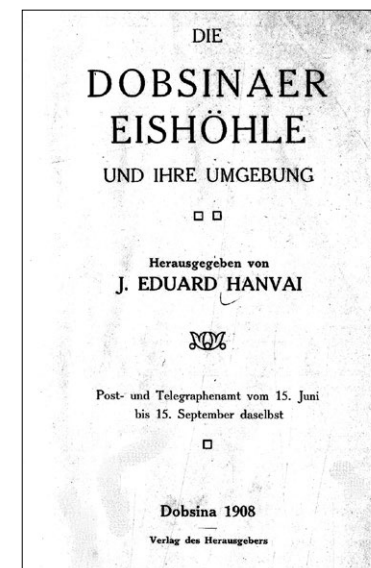 DIE
DOBSINAER
EISHÖHLE
UND IHRE UMGEBUNG
Herausgegeben von
J. EDUARD HANVAI
Post- und Telegraphenamt vom 15. Juni
bis 15. September daselbst
Dobsina 1908
Verlag des Herausgebers